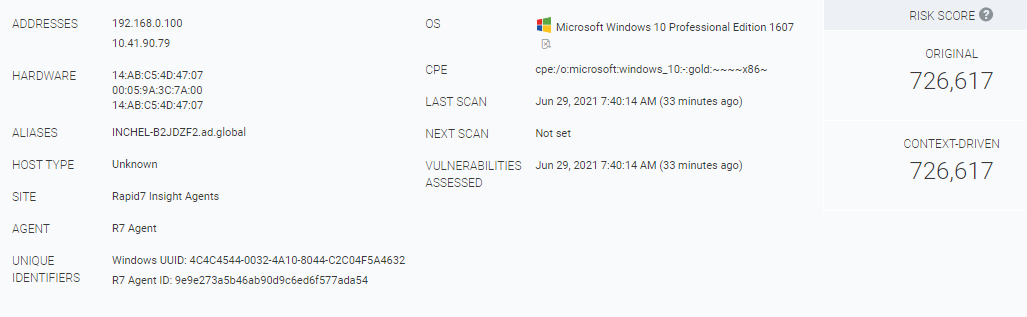 ADDRESSES 192.168.0.100
10.41.90.79
HARDWARE 14:AB:C5:4D:47:07
00:05:9A:3C:7A:00
14:AB:C5:4D:47:07
ALIASES INCHEL-B2JDZF2.ad.global
HOST TYPE Unknown
SITE Rapid7 Insight Agents
AGENT R7 Agent
UNIQUE IDENTIFIERS Windows UUID: 4C4C4544-0032-4A10-8044-C2C04F5A4632
R7 Agent ID: 9e9e273a5b46ab90d9c6ed6f577ada54
OS Microsoft Windows 10 Professional Edition 1607
CPE cpe:/o:microsoft:windows_10:-:gold:~~~~x86~
LAST SCAN Jun 29, 2021 7:40:14 AM (33 minutes ago)
NEXT SCAN Not set
VULNERABILITIES ASSESSED Jun 29, 2021 7:40:14 AM (33 minutes ago)
RISK SCORE ?
ORIGINAL
726,617
CONTEXT-DRIVEN
726,617